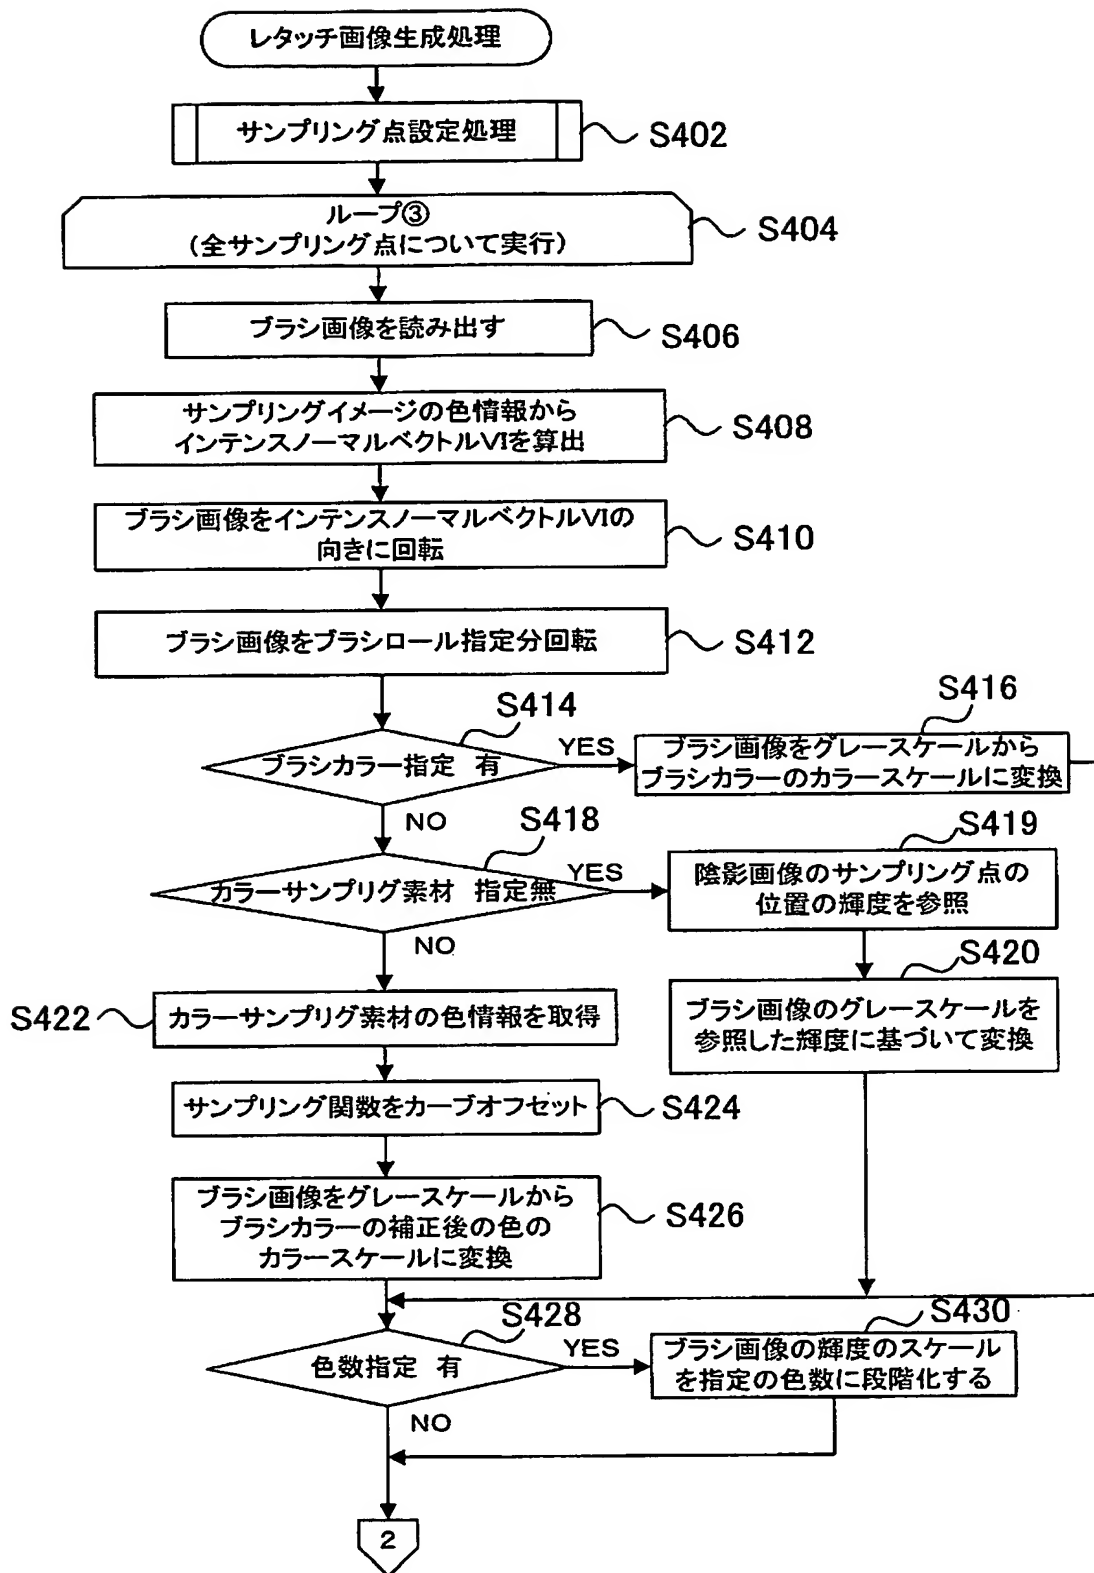 レタッチ画像生成処理
サンプリング点設定処理
S402
ループ③
(全サンプリング点について実行)
S404
ブラシ画像を読み出す
S406
サンプリングイメージの色情報から
インテンスノーマルベクトルVIを算出
S408
ブラシ画像をインテンスノーマルベクトルVIの
向きに回転
S410
ブラシ画像をブラシロール指定分回転
S412
S414
ブラシカラー指定 有
YES
NO
S416
ブラシ画像をグレースケールから
ブラシカラーのカラースケールに変換
S418
カラーサンプリグ素材 指定無
YES
NO
S419
陰影画像のサンプリング点の
位置の輝度を参照
S420
ブラシ画像のグレースケールを
参照した輝度に基づいて変換
S422
カラーサンプリグ素材の色情報を取得
サンプリング関数をカーブオフセット
S424
ブラシ画像をグレースケールから
ブラシカラーの補正後の色の
カラースケールに変換
S426
S428
色数指定 有
YES
NO
S430
ブラシ画像の輝度のスケール
を指定の色数に段階化する
2